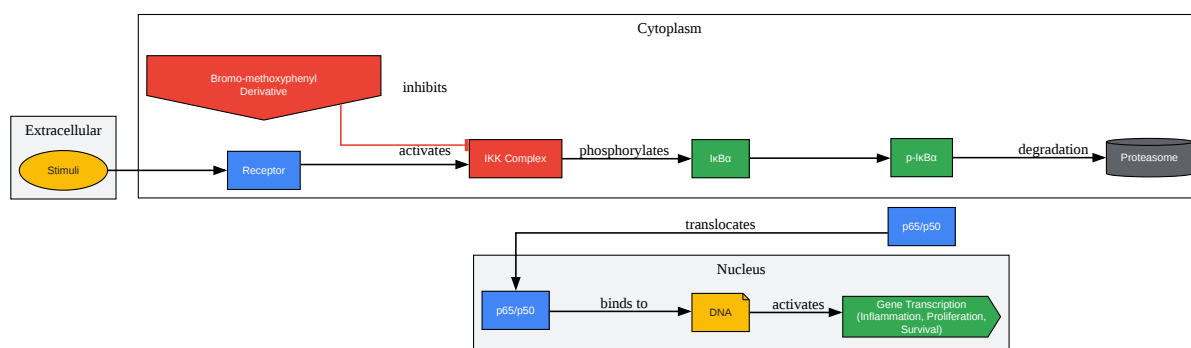 Cytoplasm
Bromo-methoxyphenyl
Derivative
inhibits
Extracellular
Stimuli
Receptor
activates
IKK Complex
phosphorylates
IκBα
p-IκBα
degradation
Proteasome
translocates
p65/p50
Nucleus
p65/p50
binds to
DNA
activates
Gene Transcription
(Inflammation, Proliferation,
Survival)